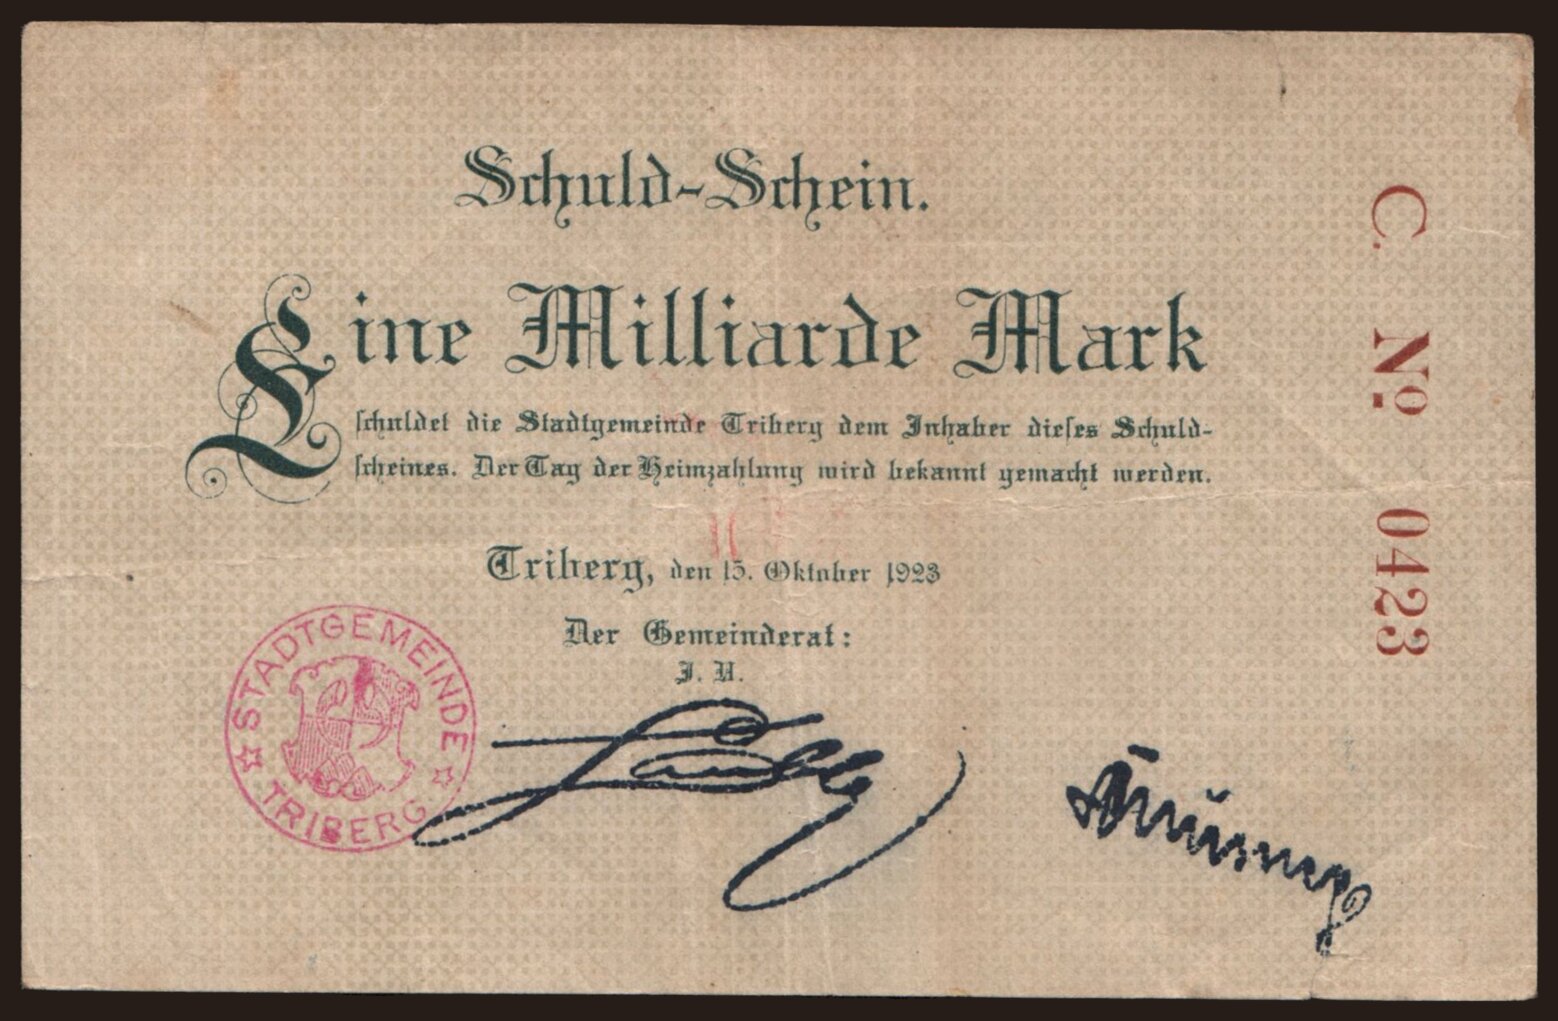 Schuld-Schein.
Eine Milliarde Mark
schuldet die Stadtgemeinde Triberg dem Inhaber dieses Schuld-
scheines. Der Tag der Heimzahlung wird bekannt gemacht werden.
Triberg, den 15. Oktober 1923
Der Gemeinderat:
J. V.
STADTGEMEINDE
TRIBERG
C. No 0423